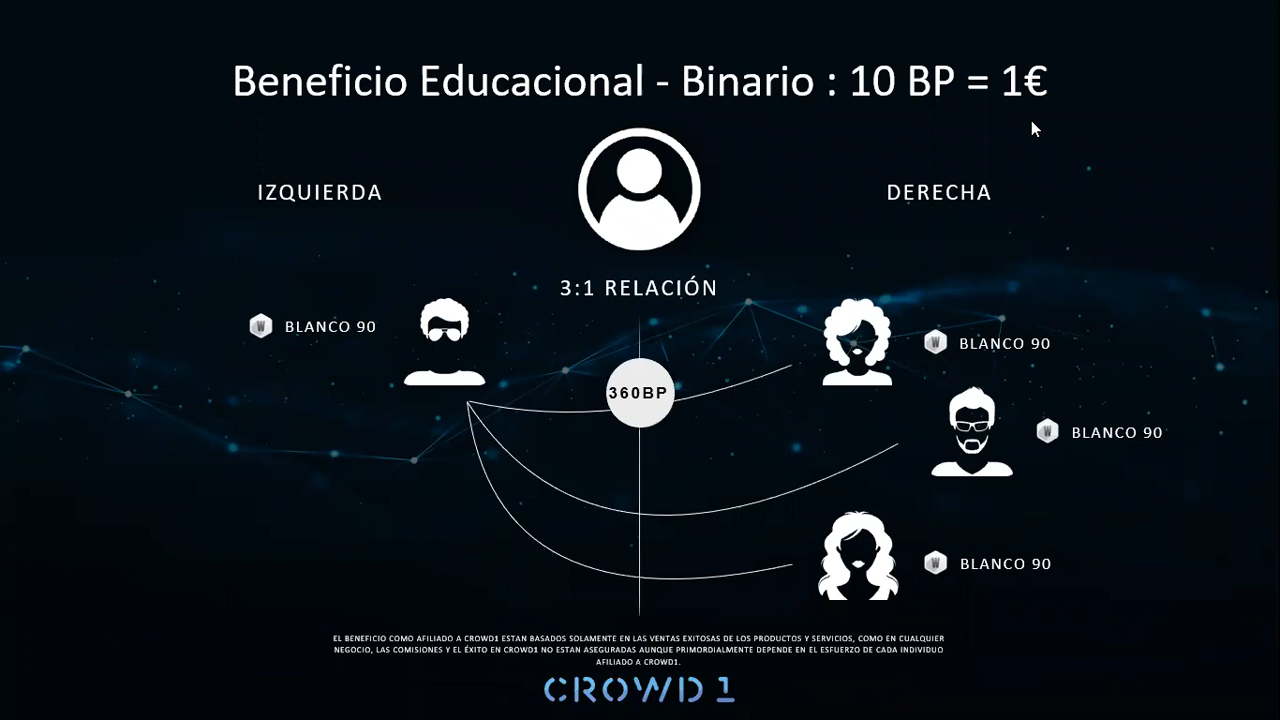 Beneficio Educacional - Binario : 10 BP = 1€
IZQUIERDA
DERECHA
3:1 RELACIÓN
W BLANCO 90
W BLANCO 90
360BP
W BLANCO 90
W BLANCO 90
EL BENEFICIO COMO AFILIADO A CROWD1 ESTAN BASADOS SOLAMENTE EN LAS VENTAS EXITOSAS DE LOS PRODUCTOS Y SERVICIOS, COMO EN CUALQUIER
NEGOCIO, LAS COMISIONES Y EL ÉXITO EN CROWD1 NO ESTAN ASEGURADAS AUNQUE PRIMORDIALMENTE DEPENDE EN EL ESFUERZO DE CADA INDIVIDUO
AFILIADO A CROWD1.
CROWD 1